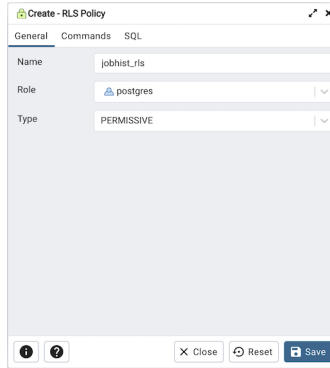 Create - RLS Policy
General Commands SQL
Name jobhist_rls
Role postgres
Type PERMISSIVE
Close Reset Save